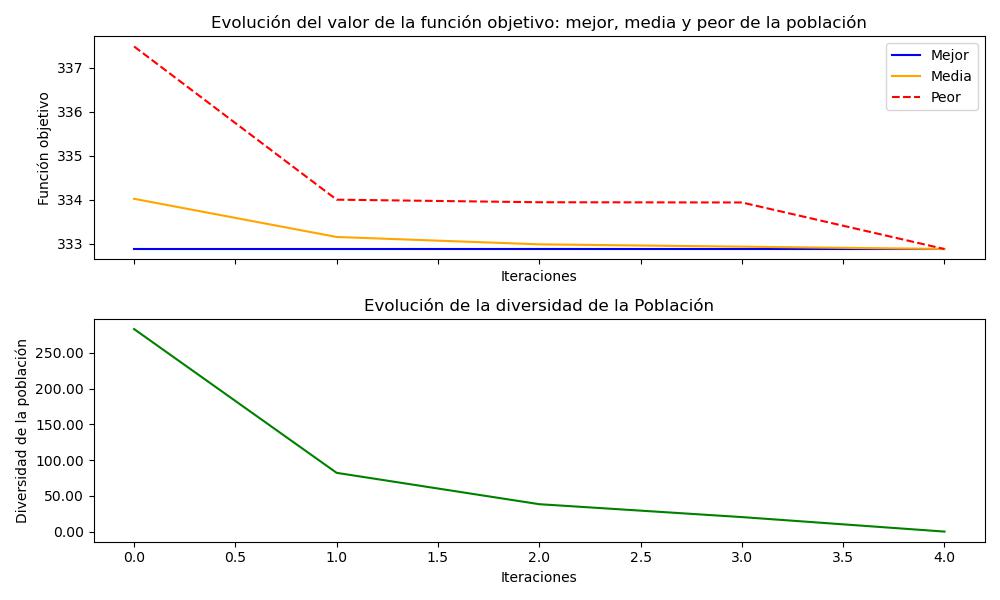 Evolución del valor de la función objetivo: mejor, media y peor de la población
Función objetivo
337
336
335
334
333
Mejor
Media
Peor
Iteraciones
Evolución de la diversidad de la Población
Diversidad de la población
250.00
200.00
150.00
100.00
50.00
0.00
0.0 0.5 1.0 1.5 2.0 2.5 3.0 3.5 4.0
Iteraciones